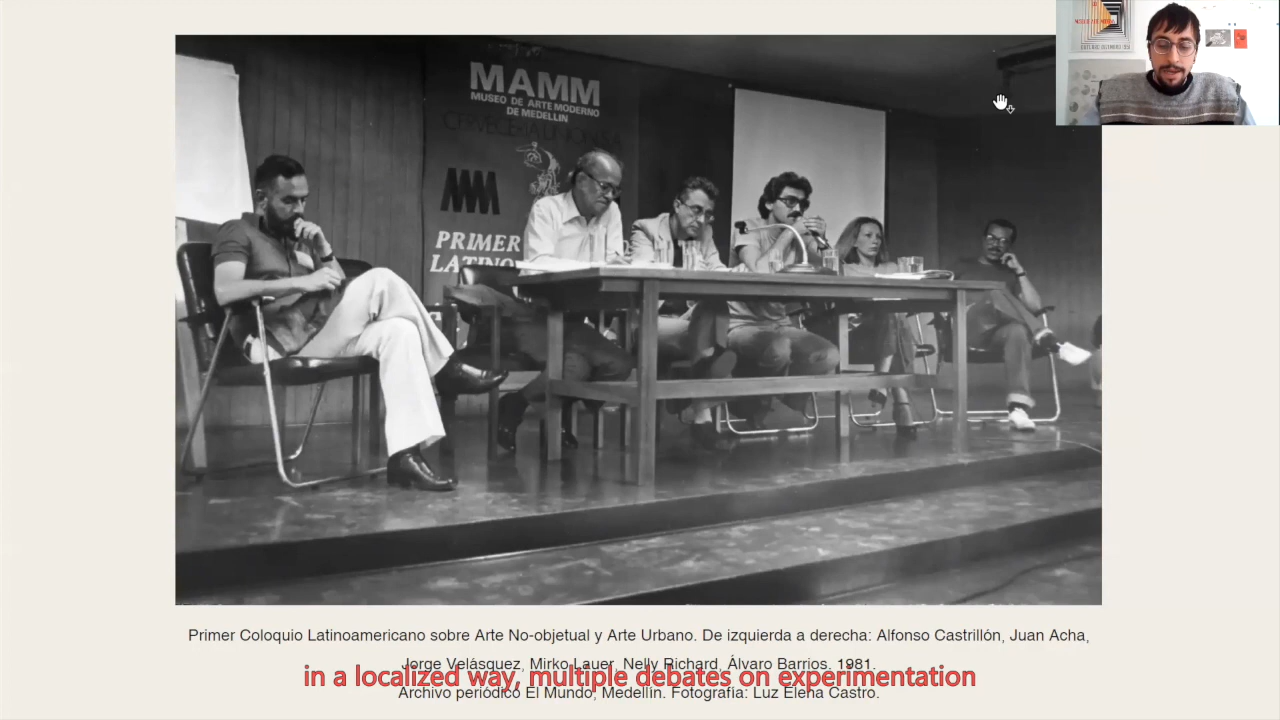 MAMM
MUSEO DE ARTE MODERNO
DE MEDELLIN
PRIMER
Primer Coloquio Latinoamericano sobre Arte No-objetual y Arte Urbano. De izquierda a derecha: Alfonso Castrillón, Juan Acha,
Jorge Velásquez, Mirko Lauer, Nelly Richard, Álvaro Barrios. 1981.
in a localized way, multiple debates on experimentation
Archivo periódico El Mundo, Medellín. Fotografía: Luz Elena Castro.